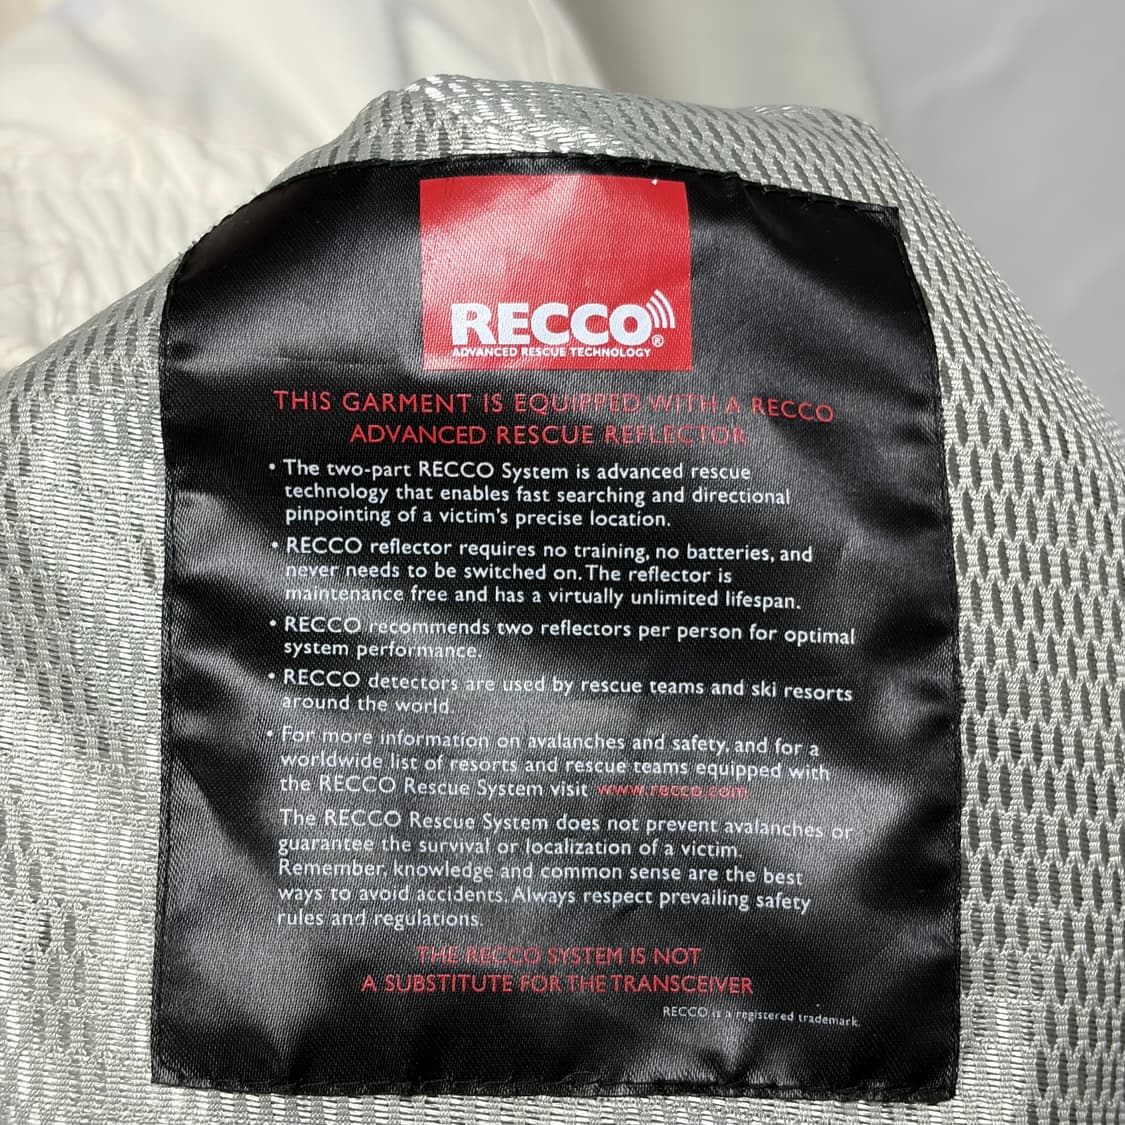 RECCO®
ADVANCED RESCUE TECHNOLOGY
THIS GARMENT IS EQUIPPED WITH A RECCO
ADVANCED RESCUE REFLECTOR
• The two-part RECCO System is advanced rescue
technology that enables fast searching and directional
pinpointing of a victim's precise location.
• RECCO reflector requires no training, no batteries, and
never needs to be switched on. The reflector is
maintenance free and has a virtually unlimited lifespan.
• RECCO recommends two reflectors per person for optimal
system performance.
• RECCO detectors are used by rescue teams and ski resorts
around the world.
• For more information on avalanches and safety, and for a
worldwide list of resorts and rescue teams equipped with
the RECCO Rescue System visit www.recco.com
The RECCO Rescue System does not prevent avalanches or
guarantee the survival or localization of a victim.
Remember, knowledge and common sense are the best
ways to avoid accidents. Always respect prevailing safety
rules and regulations.
THE RECCO SYSTEM IS NOT
A SUBSTITUTE FOR THE TRANSCEIVER
RECCO is a registered trademark.